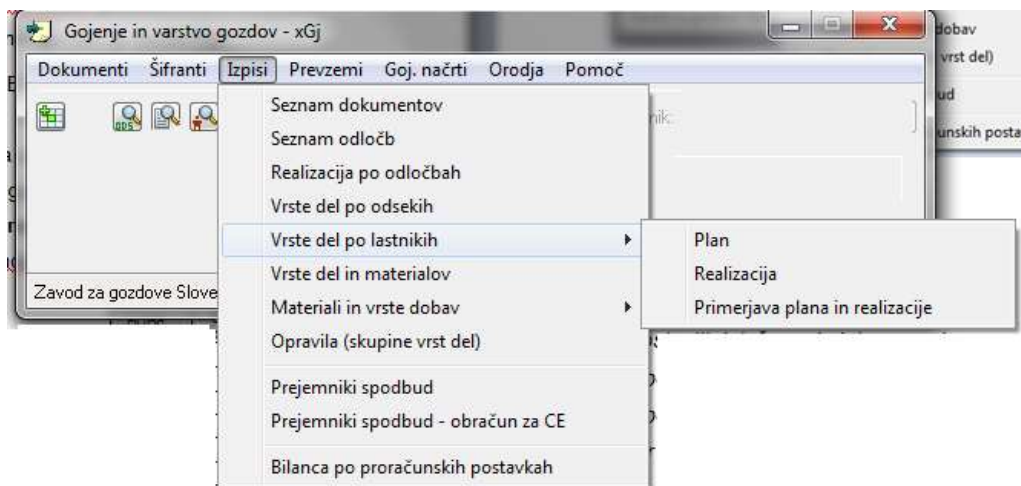 Gojenje in varstvo gozdov - xGj
dobav
vrst del)
ud
unskih posta
Dokumenti Šifranti Izpisi Prevzemi Goj. načrti Orodja Pomoč
ODS
nik:
Seznam dokumentov
Seznam odločb
Realizacija po odločbah
Vrste del po odsekih
Vrste del po lastnikih
Plan
Vrste del in materialov
Realizacija
Zavod za gozdove Slove
Materiali in vrste dobav
Primerjava plana in realizacije
Opravila (skupine vrst del)
Prejemniki spodbud
Prejemniki spodbud - obračun za CE
Bilanca po proračunskih postavkah